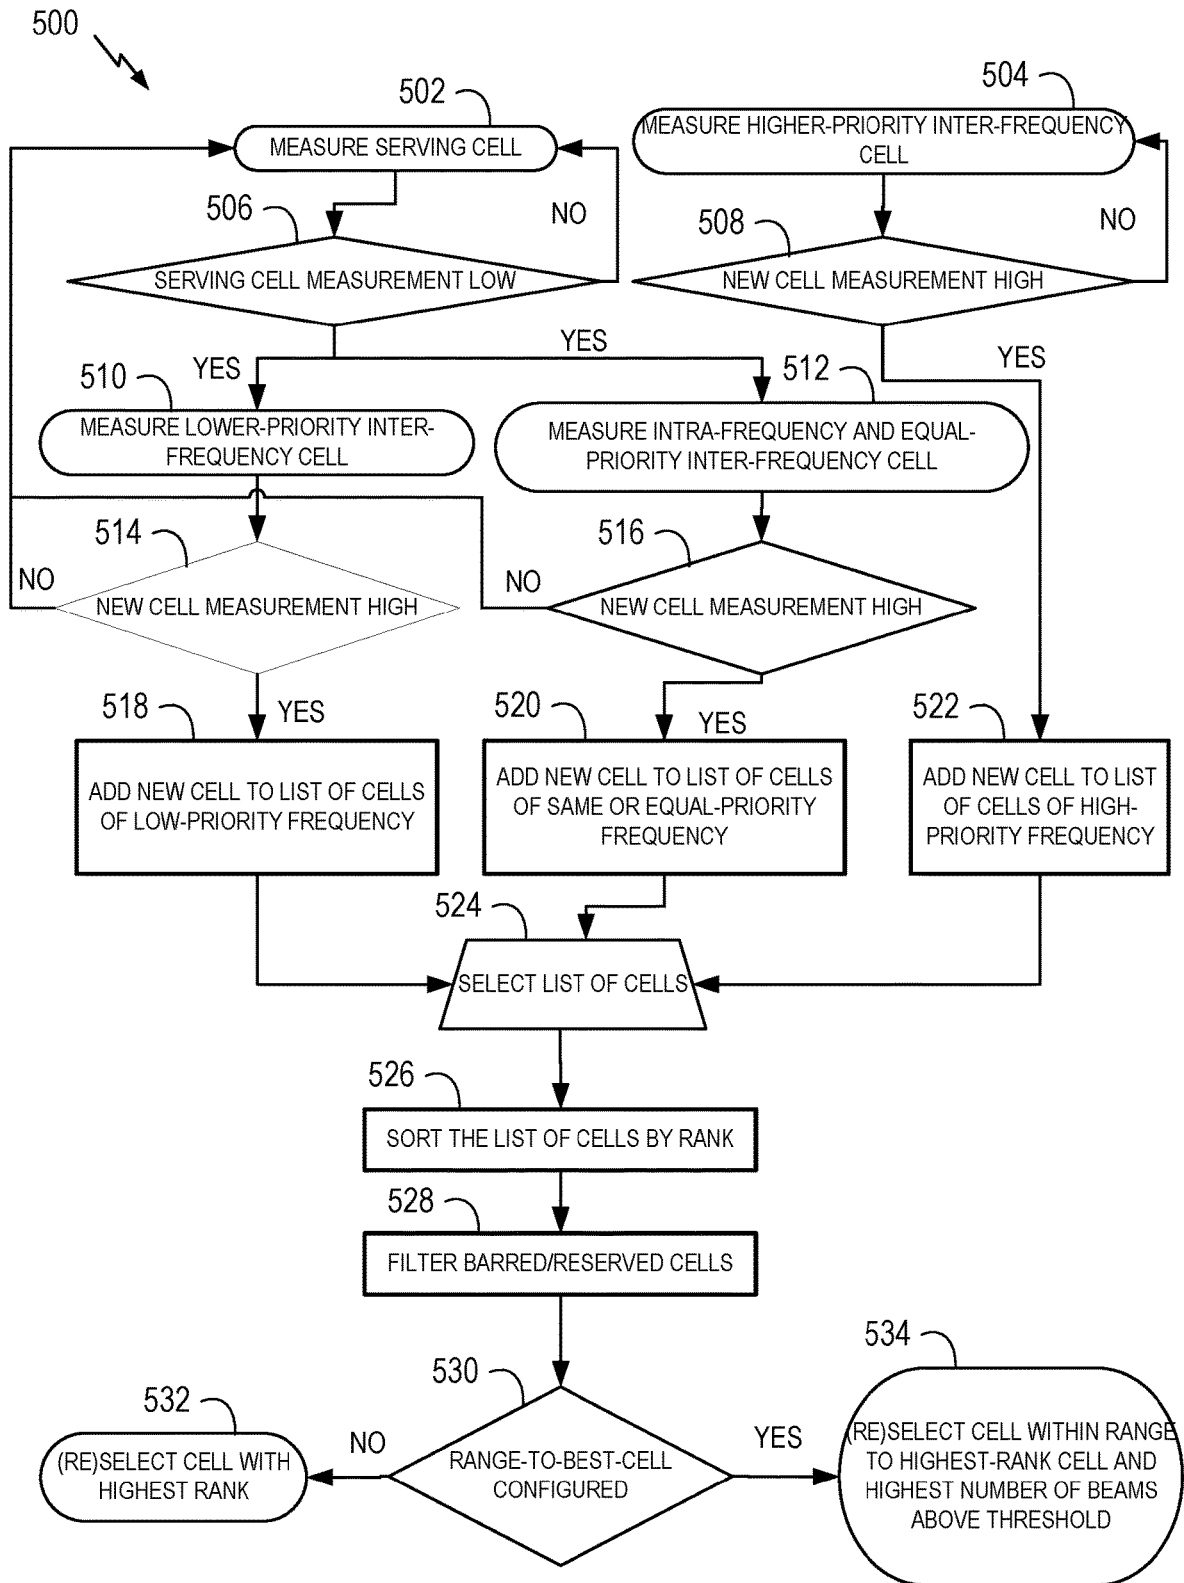 500
502
504
MEASURE SERVING CELL
MEASURE HIGHER-PRIORITY INTER-FREQUENCY
CELL
506
NO
508
NO
SERVING CELL MEASUREMENT LOW
NEW CELL MEASUREMENT HIGH
YES
YES
YES
510
512
MEASURE LOWER-PRIORITY INTER-
FREQUENCY CELL
MEASURE INTRA-FREQUENCY AND EQUAL-
PRIORITY INTER-FREQUENCY CELL
514
516
NO
NO
NEW CELL MEASUREMENT HIGH
NEW CELL MEASUREMENT HIGH
518
YES
520
YES
522
ADD NEW CELL TO LIST OF CELLS
OF LOW-PRIORITY FREQUENCY
ADD NEW CELL TO LIST OF CELLS
OF SAME OR EQUAL-PRIORITY
FREQUENCY
ADD NEW CELL TO LIST
OF CELLS OF HIGH-
PRIORITY FREQUENCY
524
SELECT LIST OF CELLS
526
SORT THE LIST OF CELLS BY RANK
528
FILTER BARRED/RESERVED CELLS
530
534
532
NO
YES
(RE)SELECT CELL WITH
HIGHEST RANK
RANGE-TO-BEST-CELL
CONFIGURED
(RE)SELECT CELL WITHIN RANGE
TO HIGHEST-RANK CELL AND
HIGHEST NUMBER OF BEAMS
ABOVE THRESHOLD